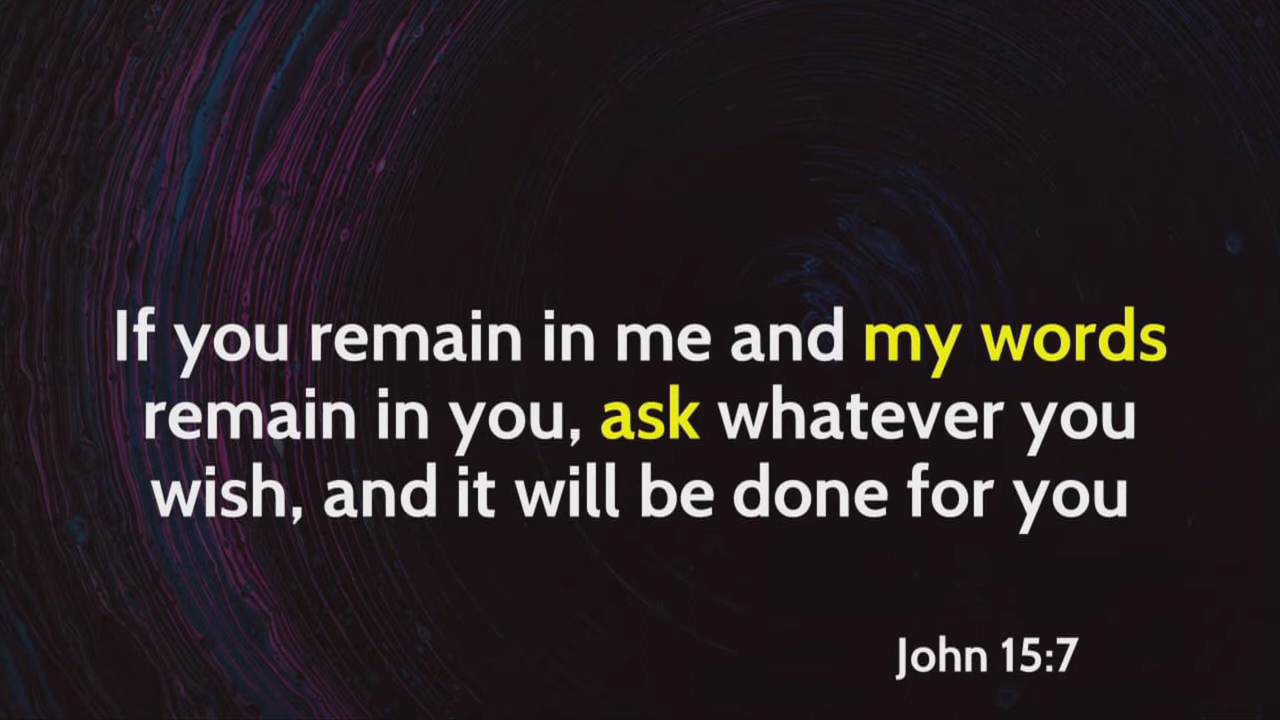 If you remain in me and my words
remain in you, ask whatever you
wish, and it will be done for you
John 15:7